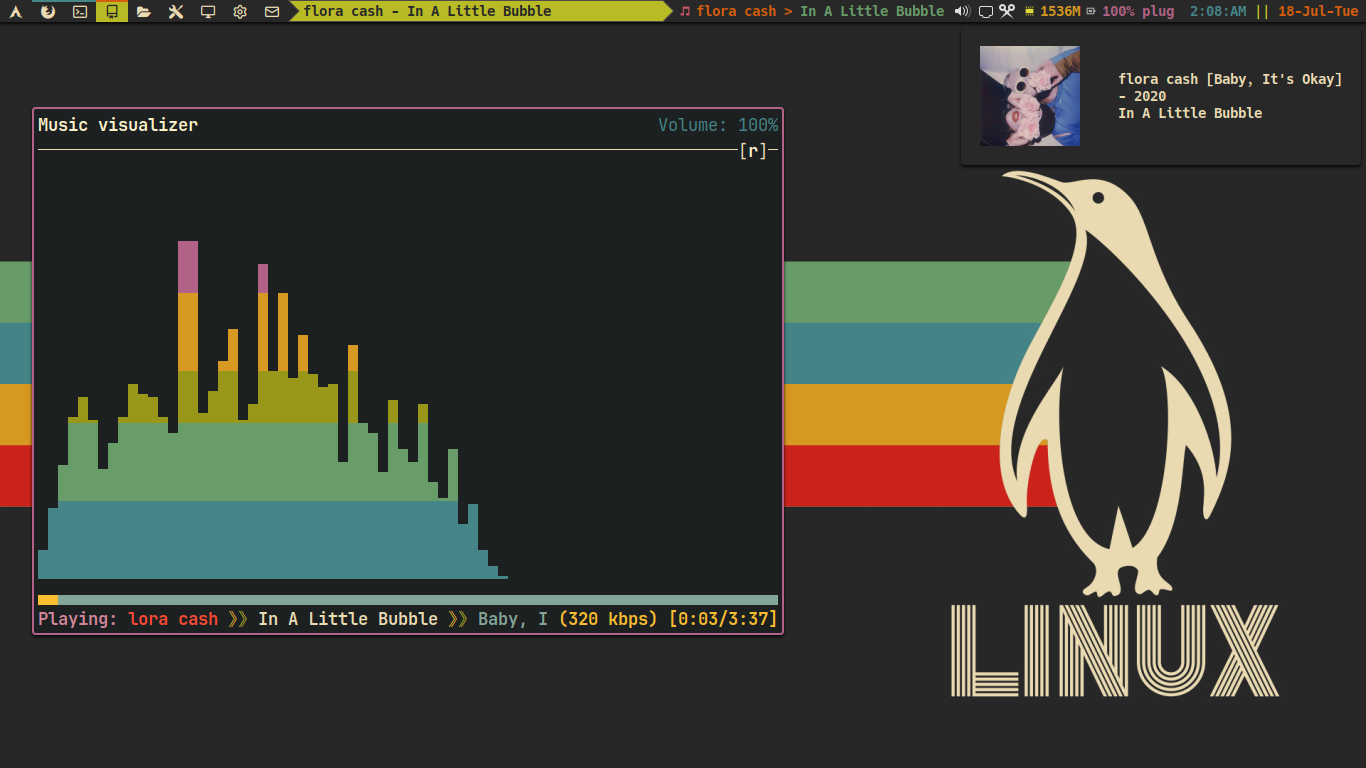 flora cash - In A Little Bubble
flora cash > In A Little Bubble
1536M
100% plug
2:08:AM || 18-Jul-Tue
flora cash [Baby, It's Okay]
- 2020
In A Little Bubble
Music visualizer
Volume: 100%
[r]
Playing: lora cash 》》 In A Little Bubble 》》 Baby, I (320 kbps) [0:03/3:37]
LINUX